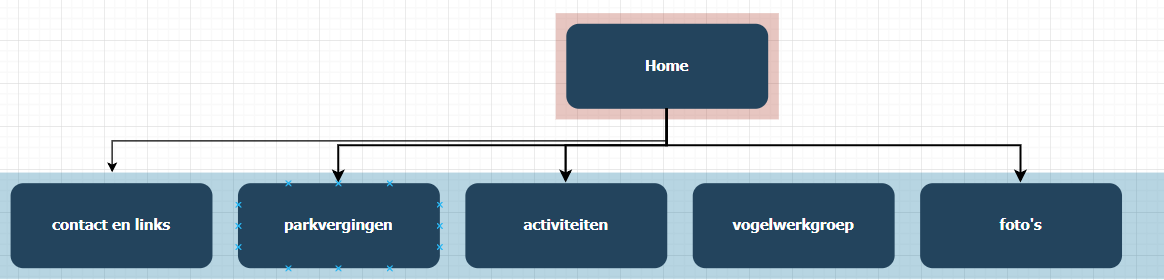 Home
contact en links
parkvergingen
activiteiten
vogelwerkgroep
foto's